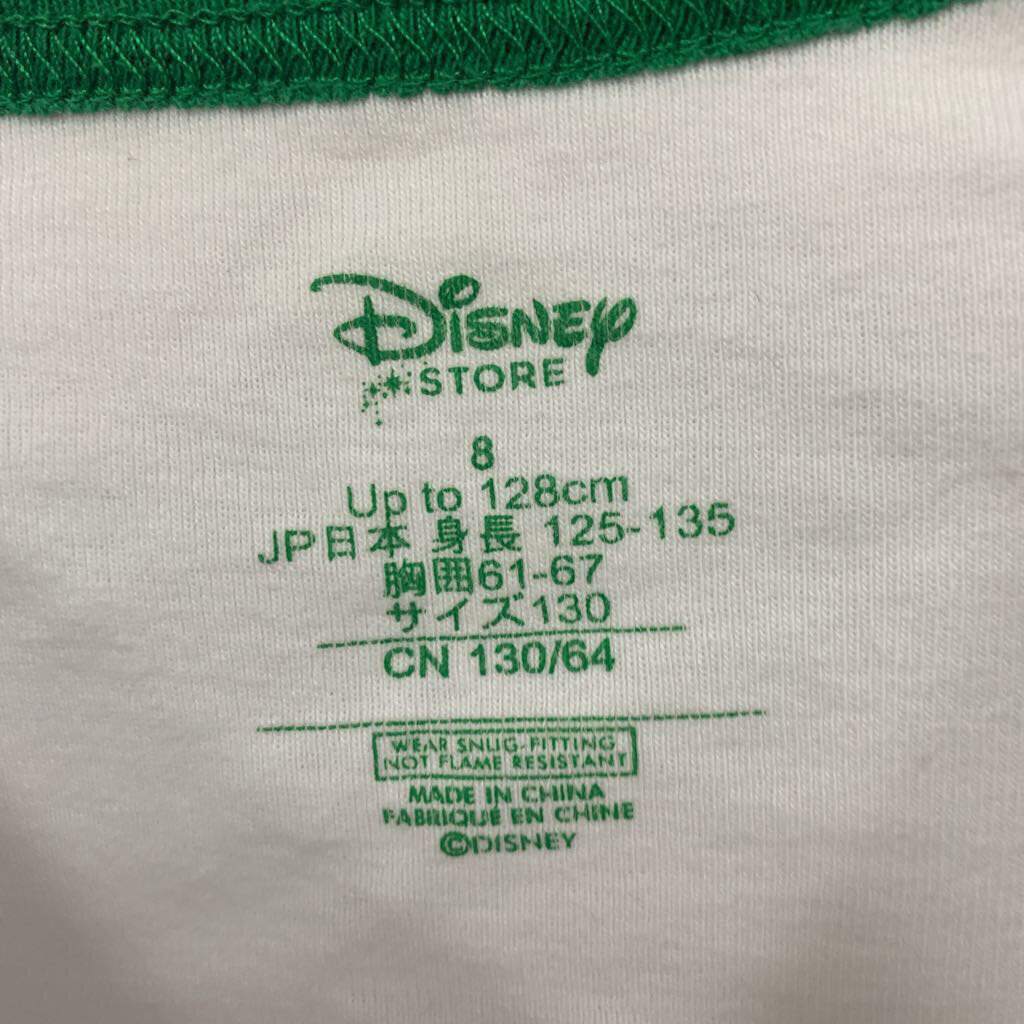 Disney
STORE
8
Up to 128cm
JP日本 身長 125-135
胸囲61-67
サイズ130
CN 130/64
WEAR SNUG-FITTING
NOT FLAME RESISTANT
MADE IN CHINA
FABRIQUÉ EN CHINE
©DISNEY